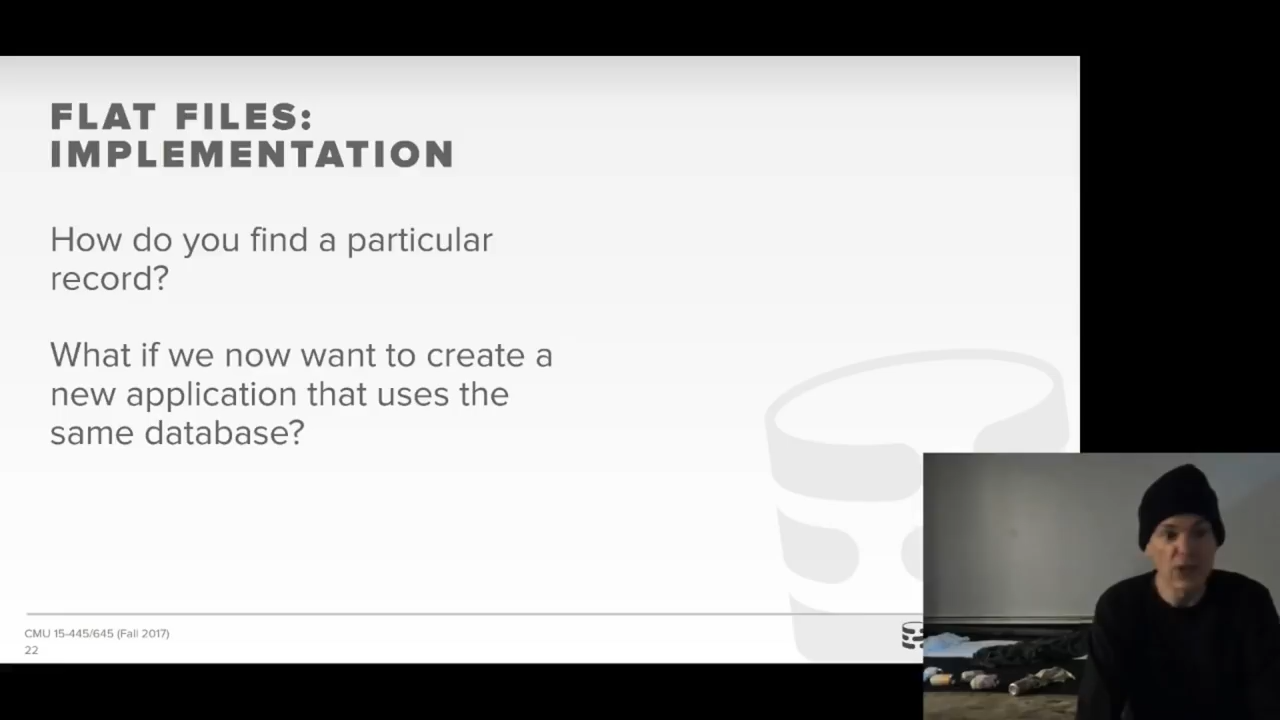 FLAT FILES:
IMPLEMENTATION
How do you find a particular
record?
What if we now want to create a
new application that uses the
same database?
CMU 15-445/645 (Fall 2017)
22